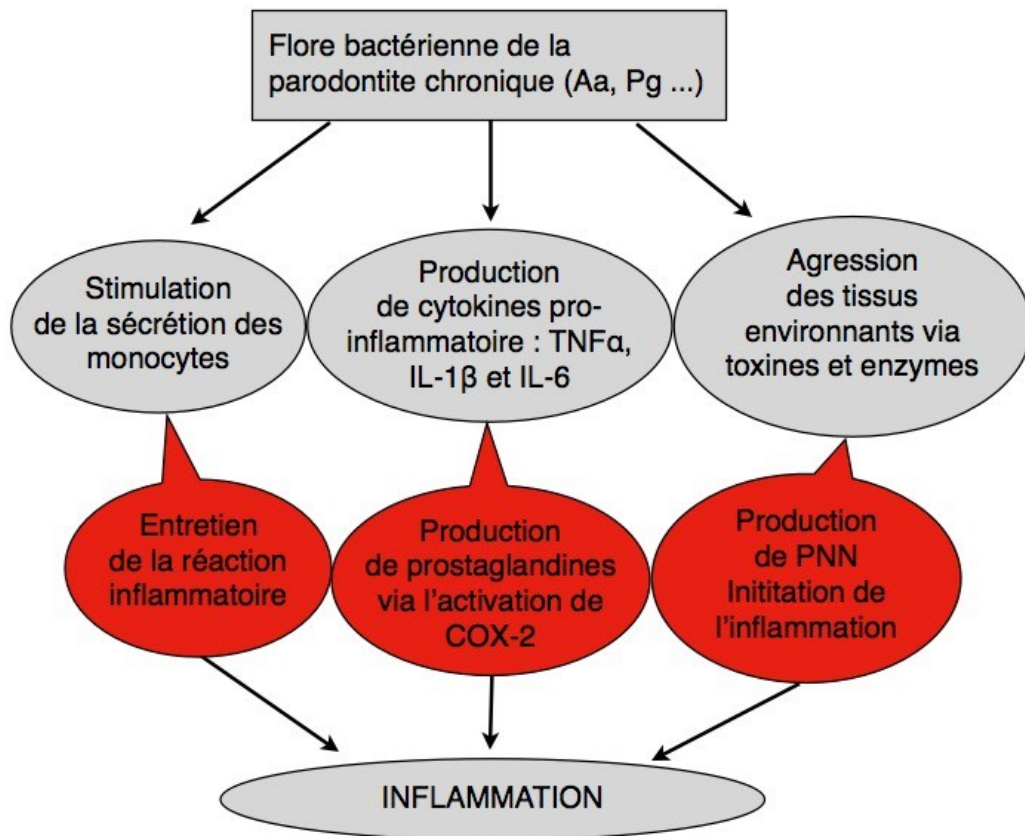 Flore bactérienne de la
parodontite chronique (Aa, Pg ...)
Stimulation
de la sécrétion des
monocytes
Production
de cytokines pro-
inflammatoire : TNFα,
IL-1β et IL-6
Agression
des tissus
environnants via
toxines et enzymes
Entretien
de la réaction
inflammatoire
Production
de prostaglandines
via l'activation de
COX-2
Production
de PNN
Inititation de
l'inflammation
INFLAMMATION